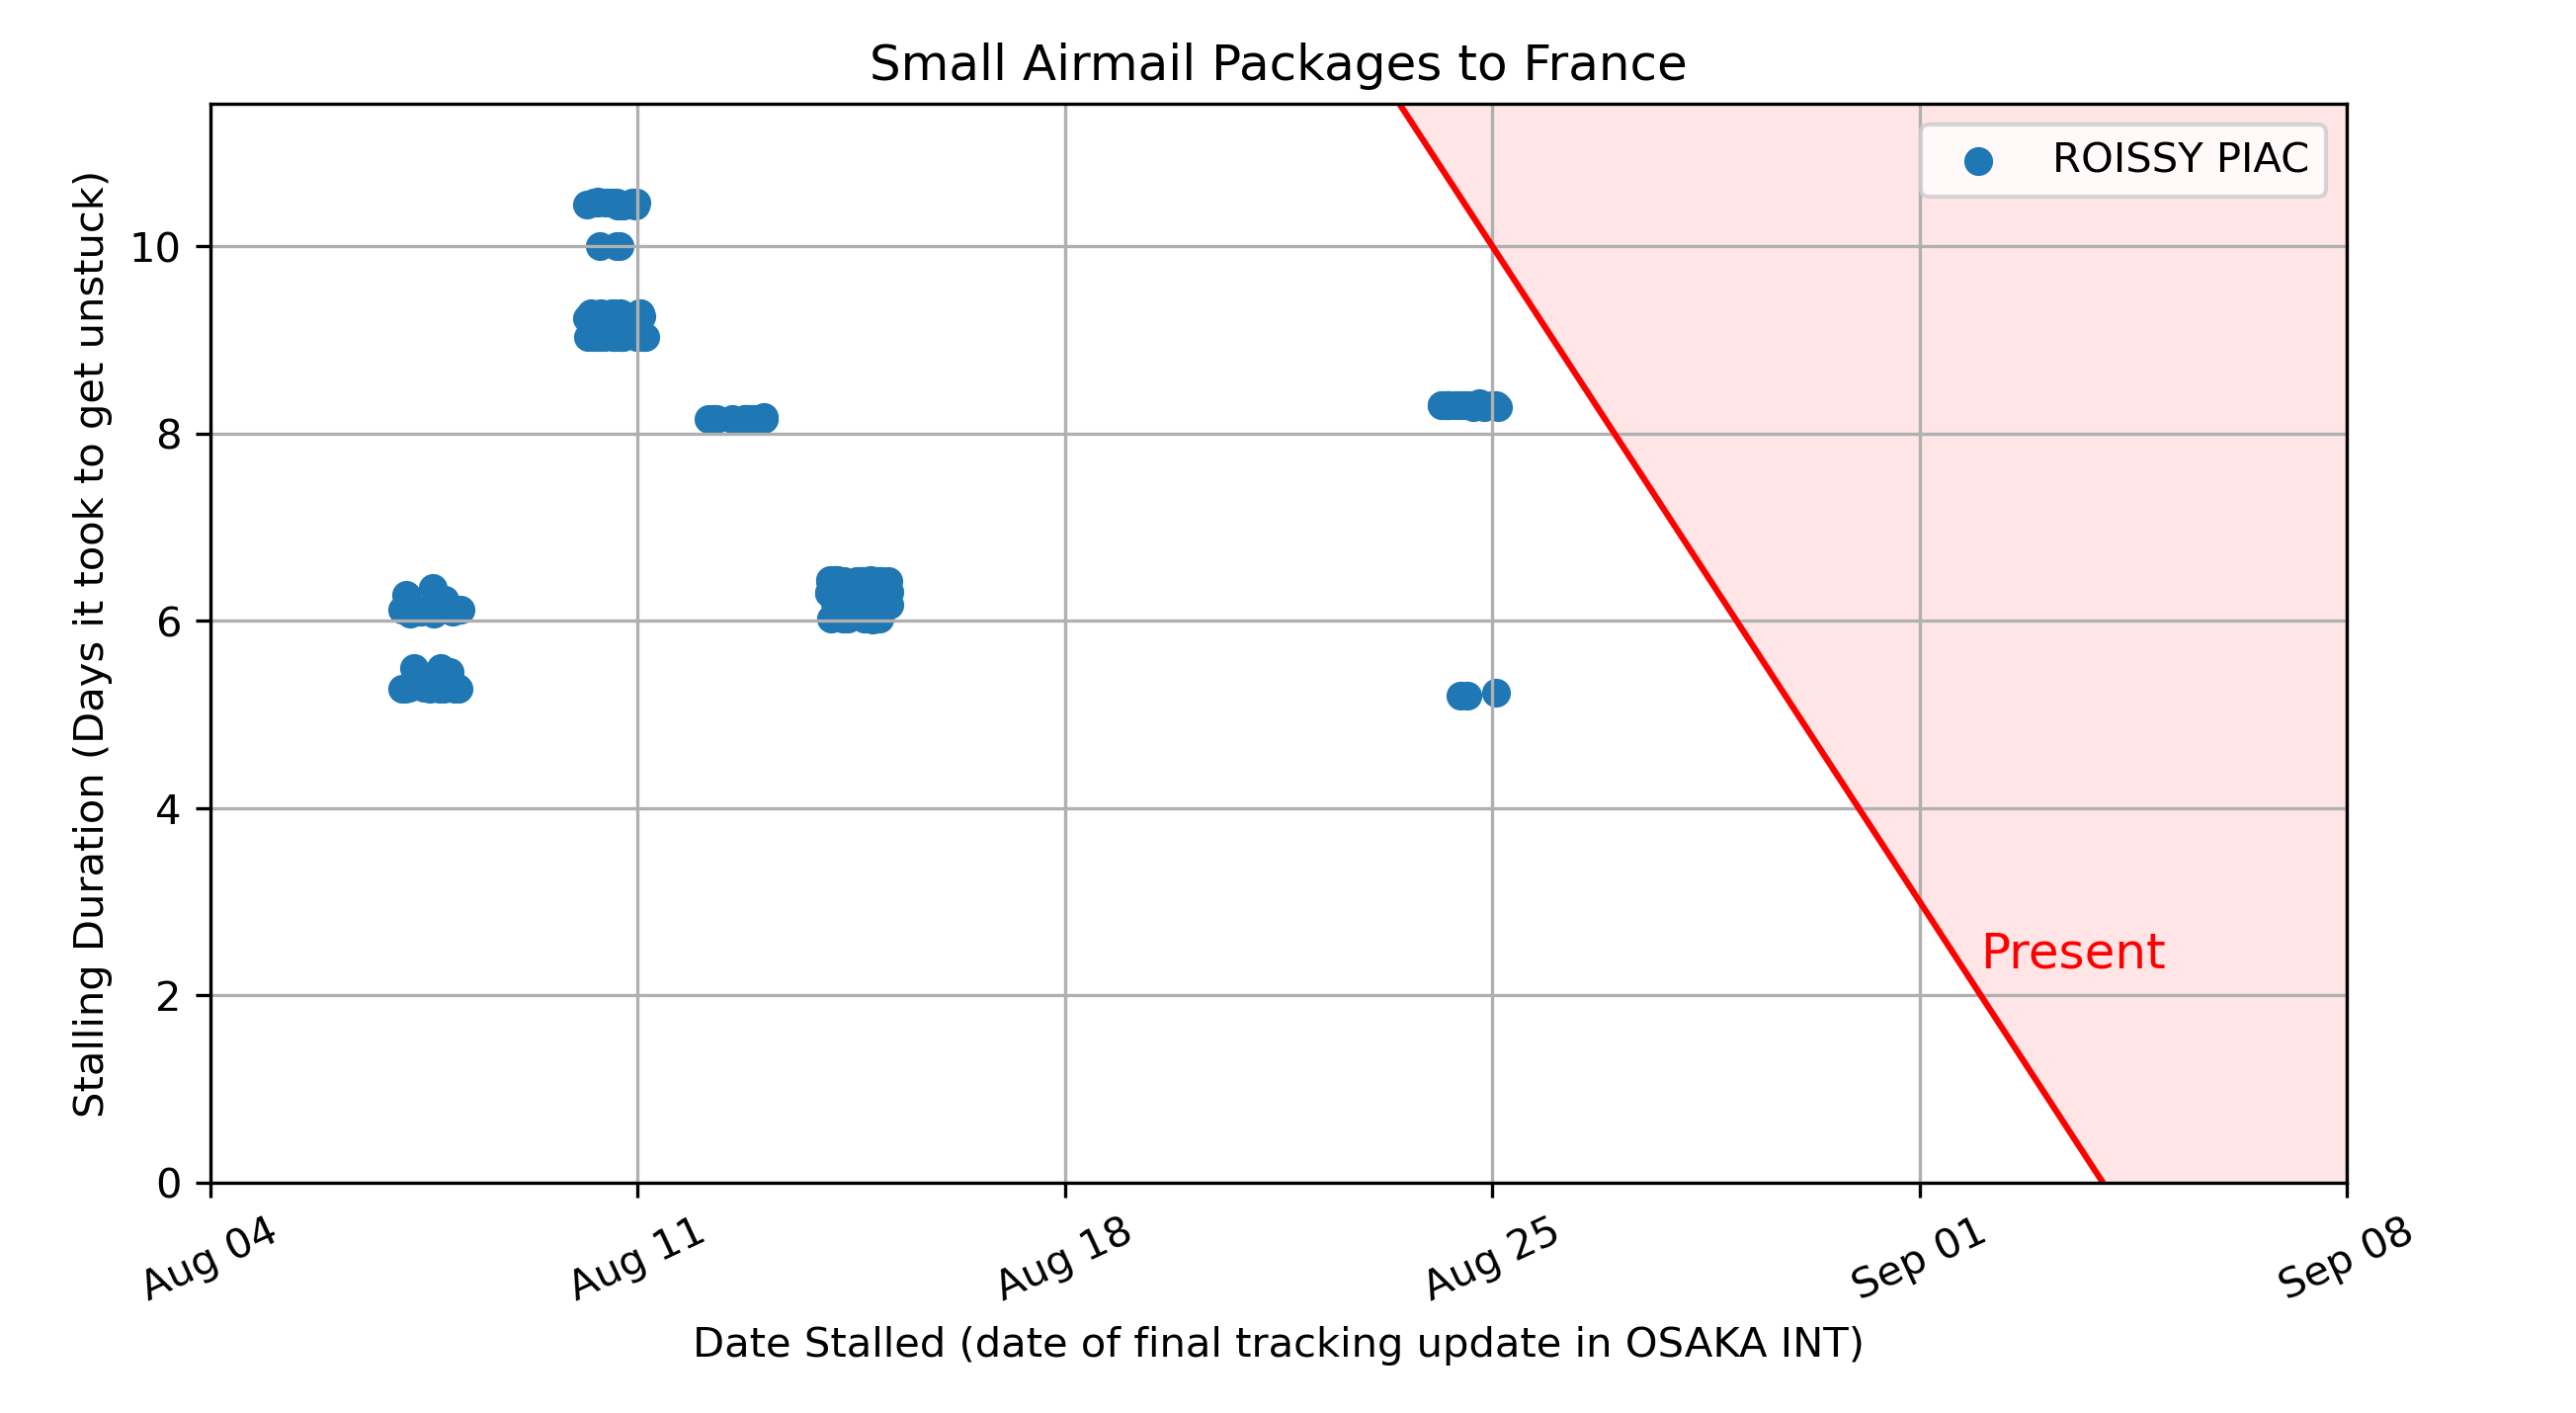 Small Airmail Packages to France
ROISSY PIAC
Stalling Duration (Days it took to get unstuck)
10
8
6
4
2
0
Present
Aug 04
Aug 11
Aug 18
Aug 25
Sep 01
Sep 08
Date Stalled (date of final tracking update in OSAKA INT)